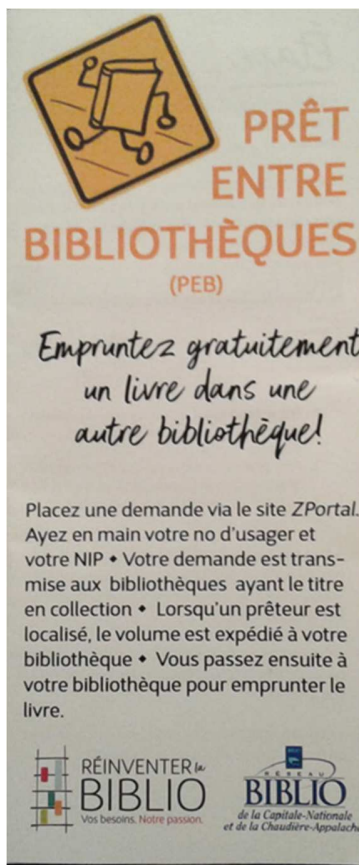 PRÊT
ENTRE
BIBLIOTHÈQUES
(PEB)
Empruntez gratuitement
un livre dans une
autre bibliothèque!
Placez une demande via le site ZPortal.
Ayez en main votre no d'usager et
votre NIP • Votre demande est trans-
mise aux bibliothèques ayant le titre
en collection • Lorsqu'un prêteur est
localisé, le volume est expédié à votre
bibliothèque • Vous passez ensuite à
votre bibliothèque pour emprunter le
livre.
RÉINVENTER la
BIBLIO
Vos besoins. Notre passion.
RÉSEAU
BIBLIO
de la Capitale-Nationale
et de la Chaudière-Appalache